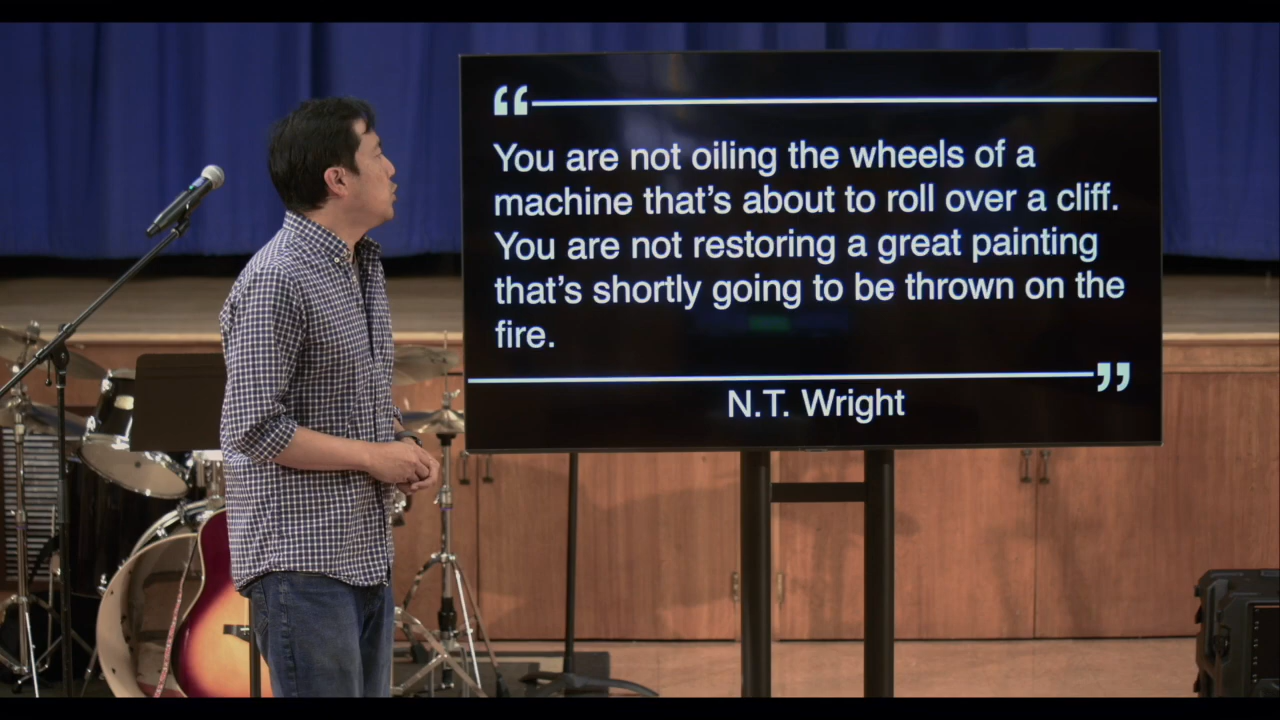 “
You are not oiling the wheels of a
machine that’s about to roll over a cliff.
You are not restoring a great painting
that’s shortly going to be thrown on the
fire.
”
N.T. Wright